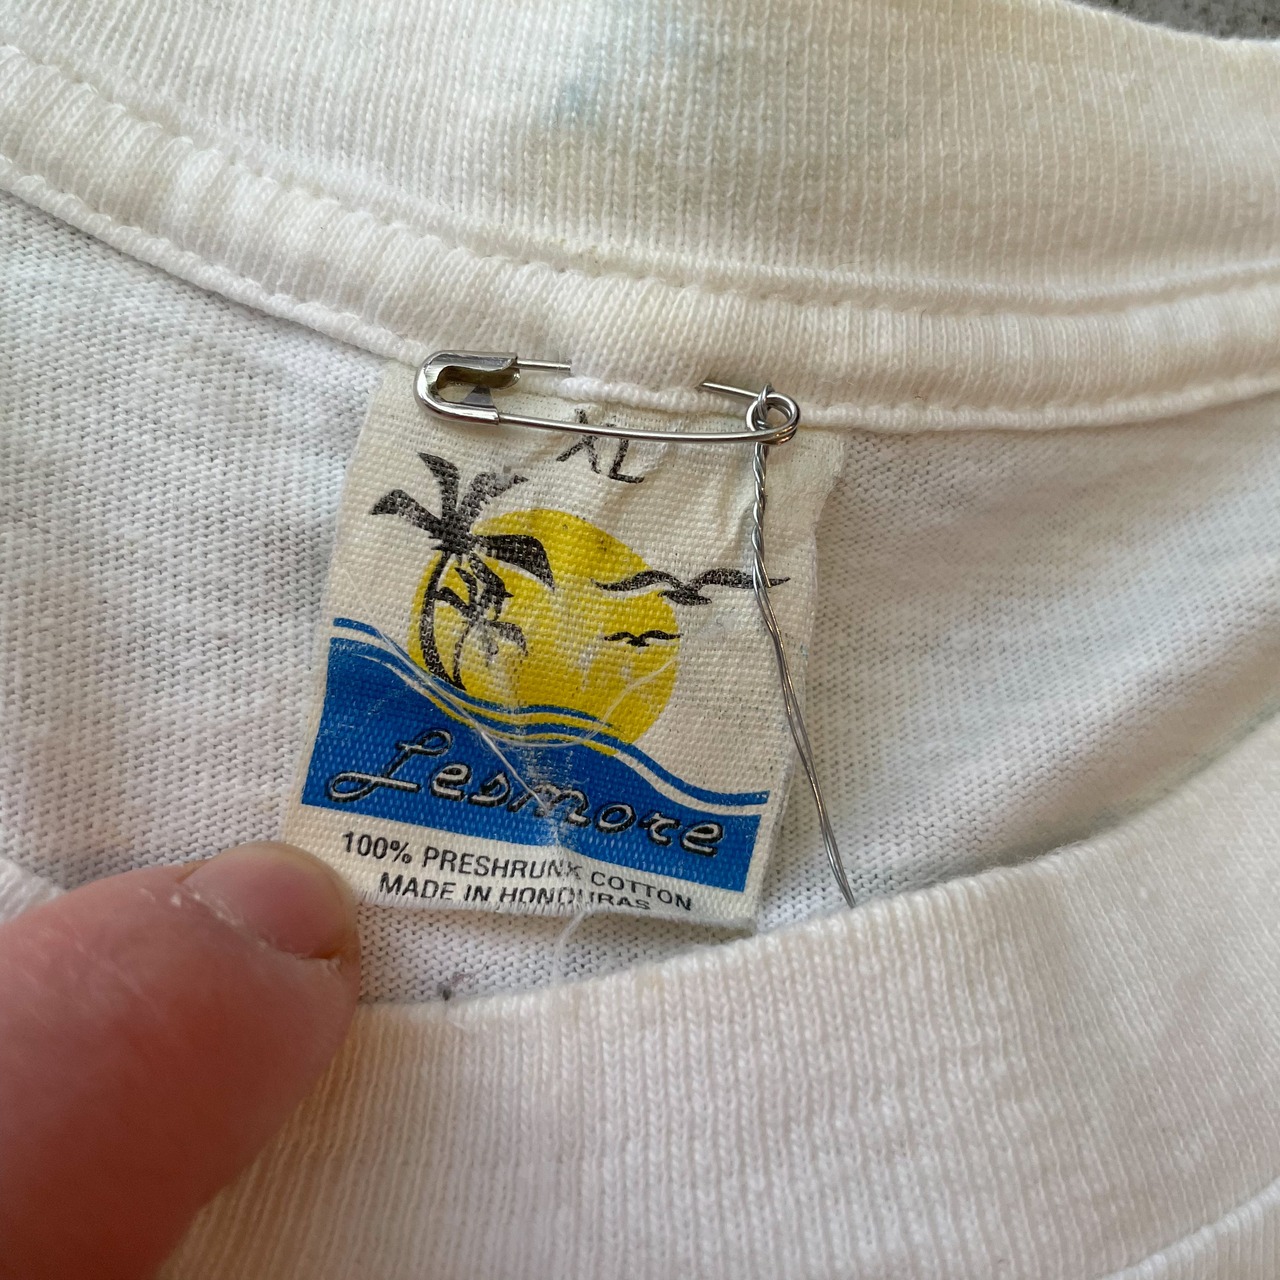 XL
Lesmore
100% PRESHRUNK COTTON
MADE IN HONDURAS